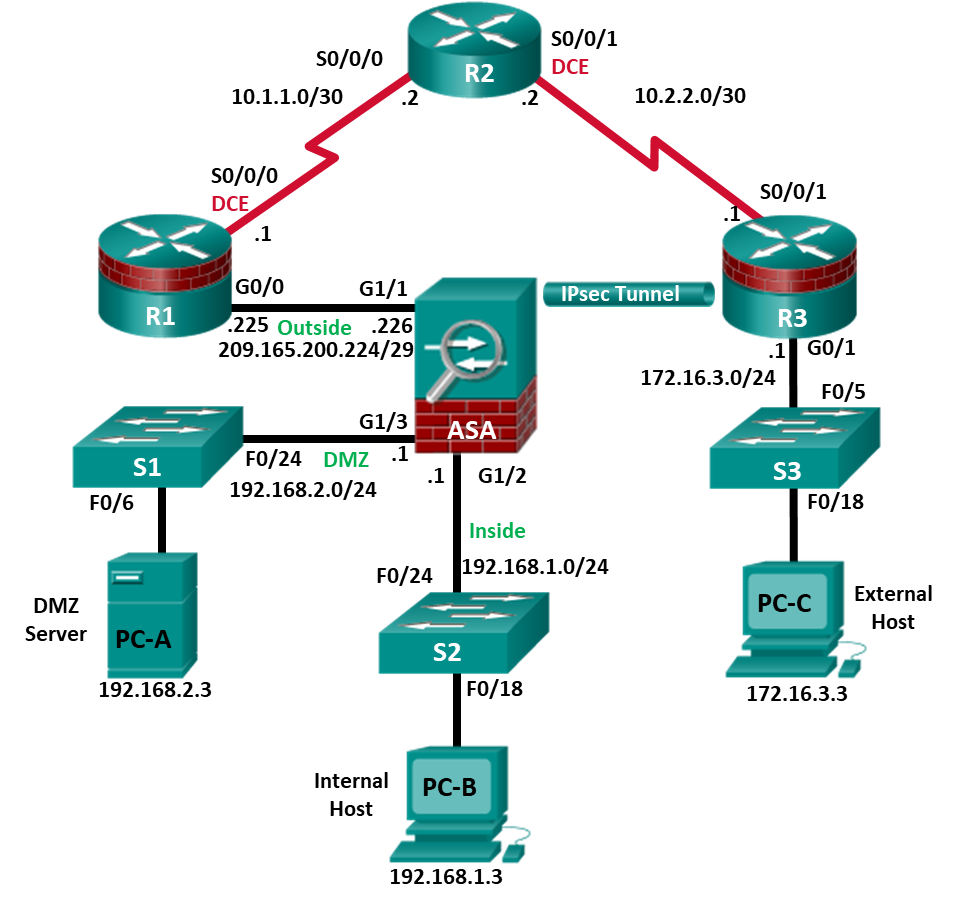 S0/0/0
R2
S0/0/1
DCE
10.1.1.0/30
.2
.2
10.2.2.0/30
S0/0/0
DCE
.1
S0/0/1
.1
R1
G0/0
G1/1
.225
Outside
.226
209.165.200.224/29
IPsec Tunnel
R3
.1
G0/1
172.16.3.0/24
F0/5
ASA
G1/3
.1
S1
F0/24
DMZ
192.168.2.0/24
.1
G1/2
S3
F0/6
F0/18
Inside
192.168.1.0/24
F0/24
DMZ
Server
PC-A
192.168.2.3
S2
F0/18
PC-C
External
Host
172.16.3.3
Internal
Host
PC-B
192.168.1.3